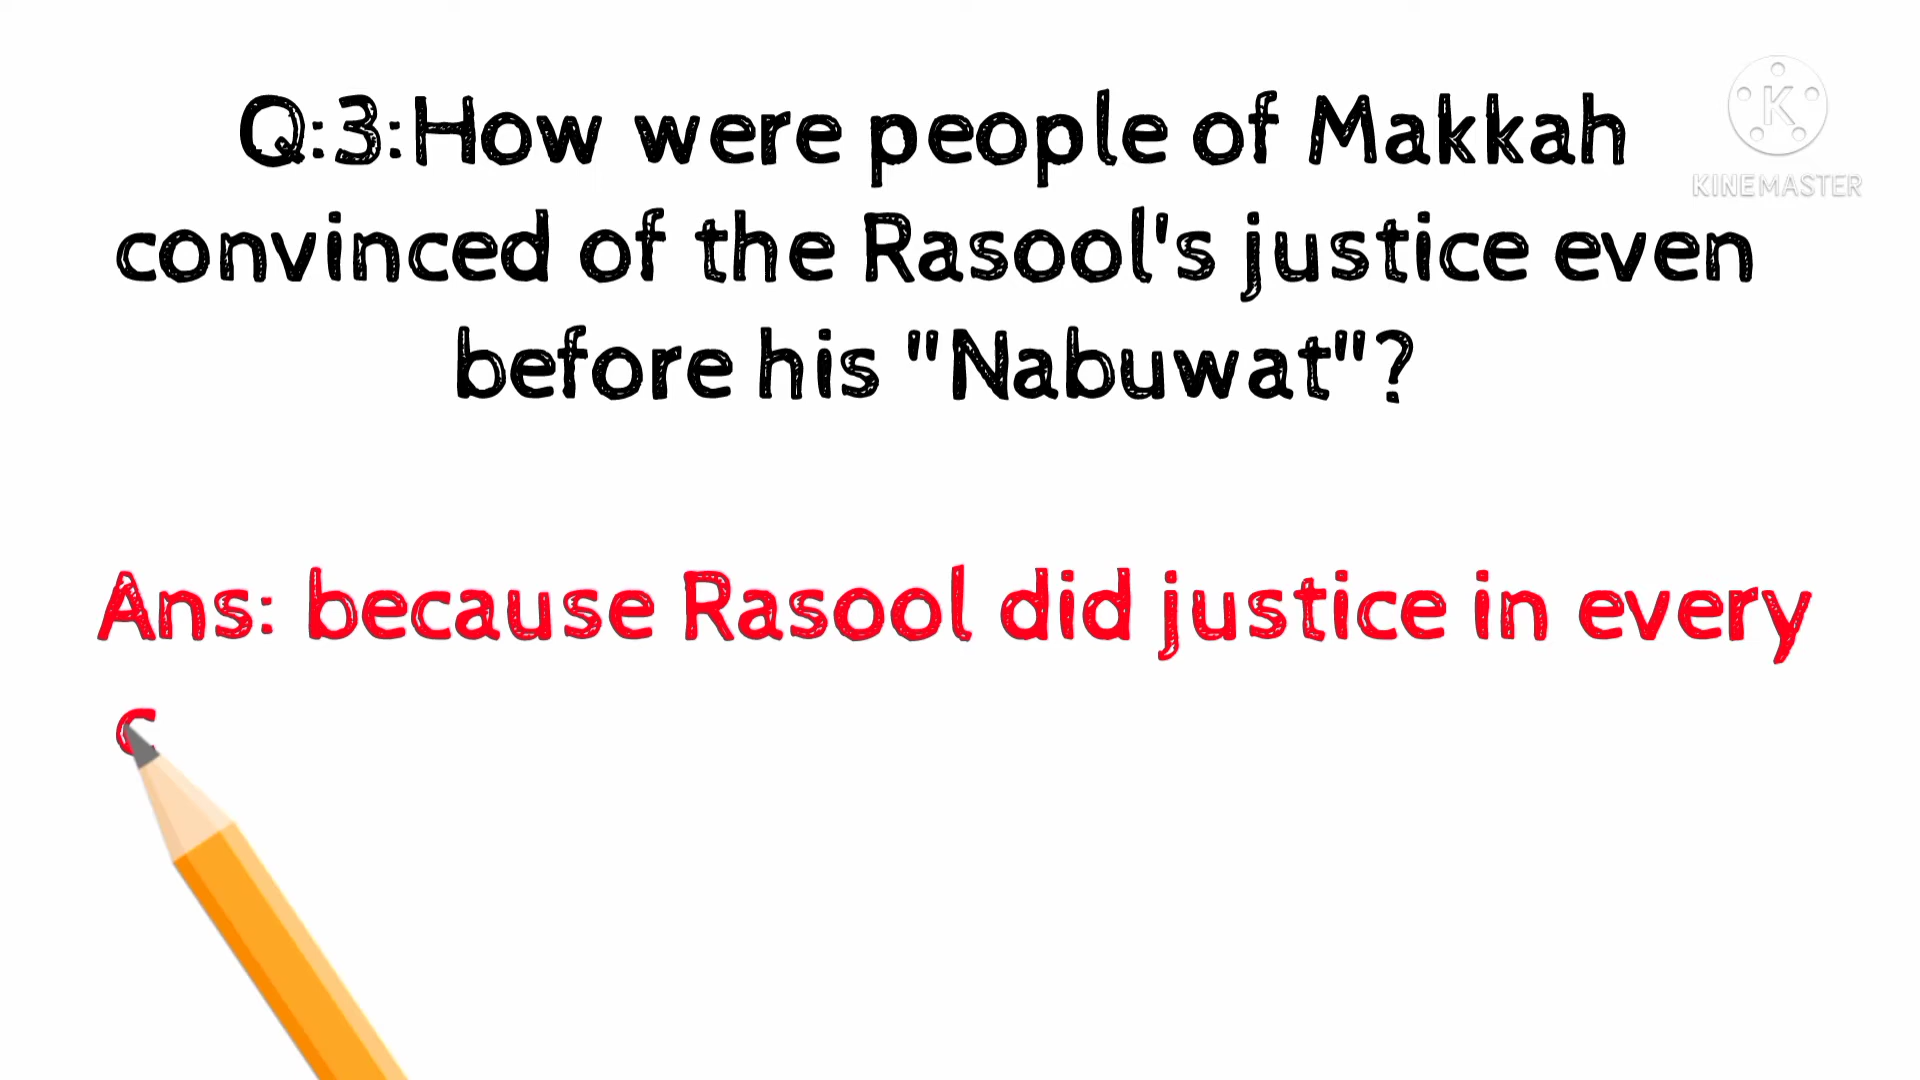 Q:3:How were people of Makkah
convinced of the Rasool's justice even
before his "Nabuwat"?
Ans: because Rasool did justice in every
K
KINEMASTER